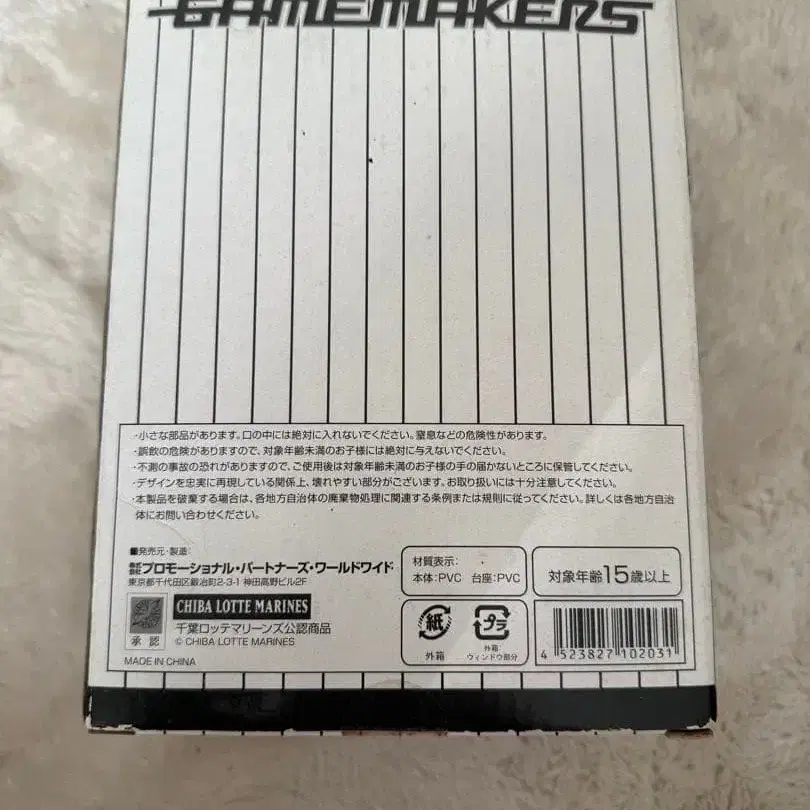 GAMEMAKERS
・小さな部品があります。口の中には絶対に入れないでください。窒息などの危険性があります。
・誤飲の危険がありますので、対象年齢未満のお子様には絶対に与えないでください。
・不測の事故の恐れがありますので、ご使用後は対象年齢未満のお子様の手の届かないところに保管してください。
・デザインを忠実に再現している関係上、壊れやすい部分がございます。お取り扱いには十分注意してください。
・本製品を破棄する場合は、各地方自治体の廃棄物処理に関連する条例または規則に従ってください。詳しくは各地方自治
体にお問い合わせください。
■発売元・製造:
株式会社プロモーショナル・パートナーズ・ワールドワイド
東京都千代田区鍛冶町2-3-1 神田高野ビル2F
材質表示:
本体:PVC 台座:PVC
対象年齢15歳以上
承認
CHIBA LOTTE MARINES
千葉ロッテマリーンズ公認商品
© CHIBA LOTTE MARINES
MADE IN CHINA
紙
外箱
プラ
外箱
ウィンドウ部分
4 523827 102031